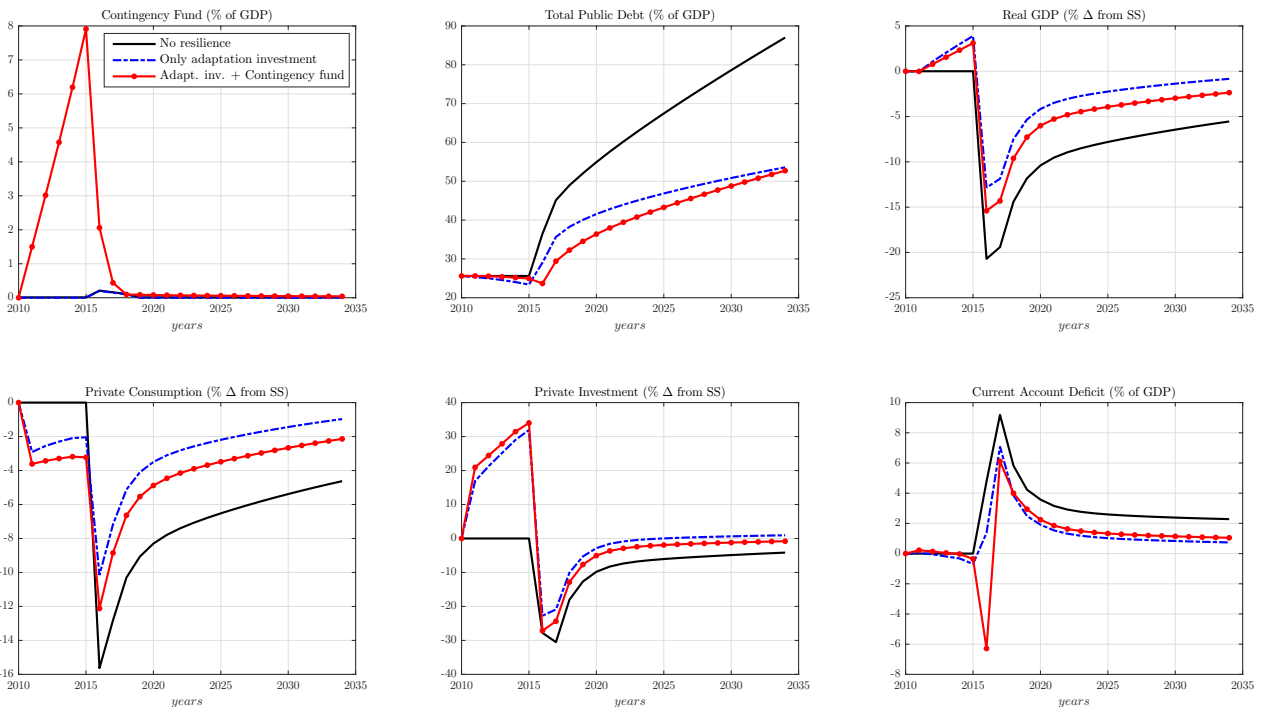 Contingency Fund (% of GDP)
8
7
6
5
4
3
2
1
0
2010 2015 2020 2025 2030 2035
years
No resilience
Only adaptation investment
Adapt. inv. + Contingency fund
Total Public Debt (% of GDP)
90
80
70
60
50
40
30
20
2010 2015 2020 2025 2030 2035
years
Real GDP (% Δ from SS)
5
0
-5
-10
-15
-20
-25
2010 2015 2020 2025 2030 2035
years
Private Consumption (% Δ from SS)
0
-2
-4
-6
-8
-10
-12
-14
-16
2010 2015 2020 2025 2030 2035
years
Private Investment (% Δ from SS)
40
30
20
10
0
-10
-20
-30
-40
2010 2015 2020 2025 2030 2035
years
Current Account Deficit (% of GDP)
10
8
6
4
2
0
-2
-4
-6
-8
2010 2015 2020 2025 2030 2035
years